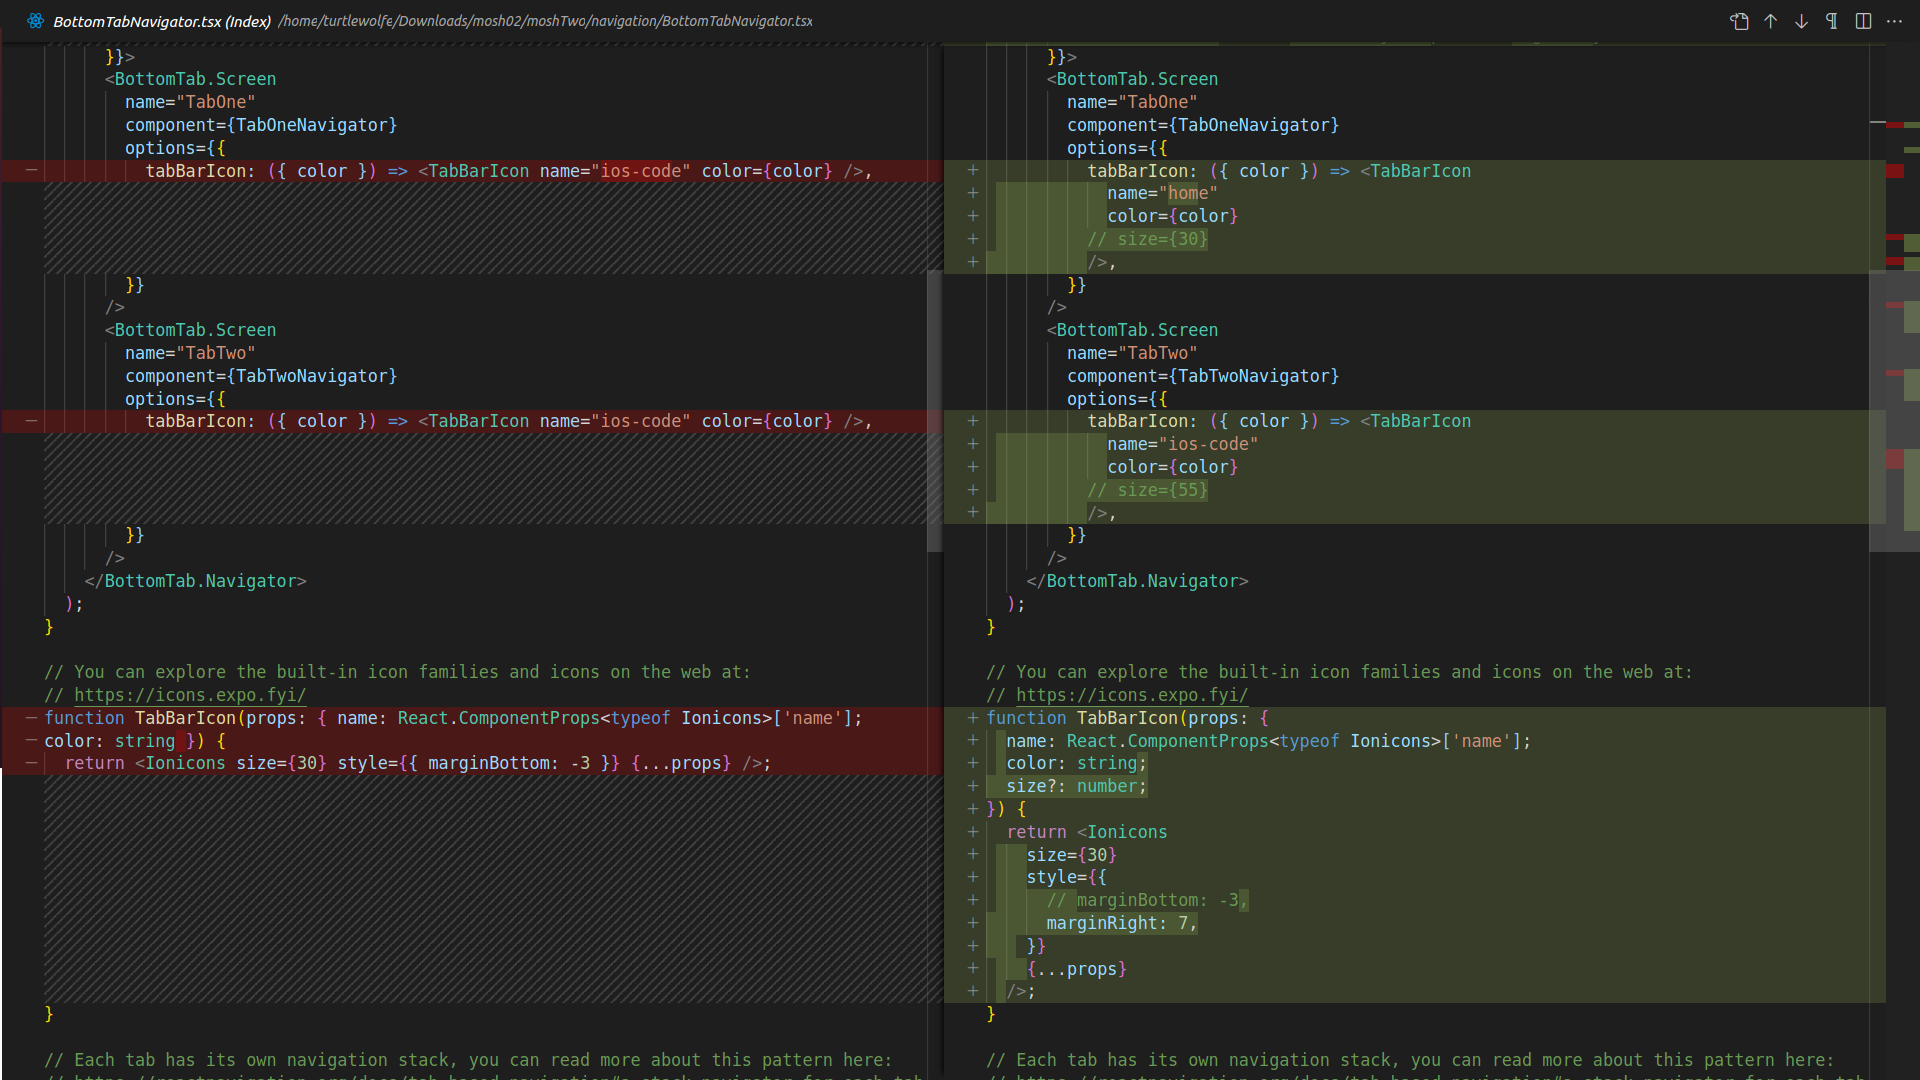 BottomTabNavigator.tsx (Index) /home/turtlewolfe/Downloads/mosh02/moshTwo/navigation/BottomTabNavigator.tsx
}}>
<BottomTab.Screen
name="TabOne"
component={TabOneNavigator}
options={{
− tabBarIcon: ({ color }) => <TabBarIcon name="ios-code" color={color} />,
}}
/>
<BottomTab.Screen
name="TabTwo"
component={TabTwoNavigator}
options={{
− tabBarIcon: ({ color }) => <TabBarIcon name="ios-code" color={color} />,
}}
/>
</BottomTab.Navigator>
);
}
// You can explore the built-in icon families and icons on the web at:
// https://icons.expo.fyi/
− function TabBarIcon(props: { name: React.ComponentProps<typeof Ionicons>['name'];
− color: string }) {
− return <Ionicons size={30} style={{ marginBottom: -3 }} {...props} />;
}
// Each tab has its own navigation stack, you can read more about this pattern here:
}}>
<BottomTab.Screen
name="TabOne"
component={TabOneNavigator}
options={{
+ tabBarIcon: ({ color }) => <TabBarIcon
+ name="home"
+ color={color}
+ // size={30}
+ />,
}}
/>
<BottomTab.Screen
name="TabTwo"
component={TabTwoNavigator}
options={{
+ tabBarIcon: ({ color }) => <TabBarIcon
+ name="ios-code"
+ color={color}
+ // size={55}
+ />,
}}
/>
</BottomTab.Navigator>
);
}
// You can explore the built-in icon families and icons on the web at:
// https://icons.expo.fyi/
+ function TabBarIcon(props: {
+ name: React.ComponentProps<typeof Ionicons>['name'];
+ color: string;
+ size?: number;
+ }) {
+ return <Ionicons
+ size={30}
+ style={{
+ // marginBottom: -3,
+ marginRight: 7,
+ }}
+ {...props}
+ />;
}
// Each tab has its own navigation stack, you can read more about this pattern here: